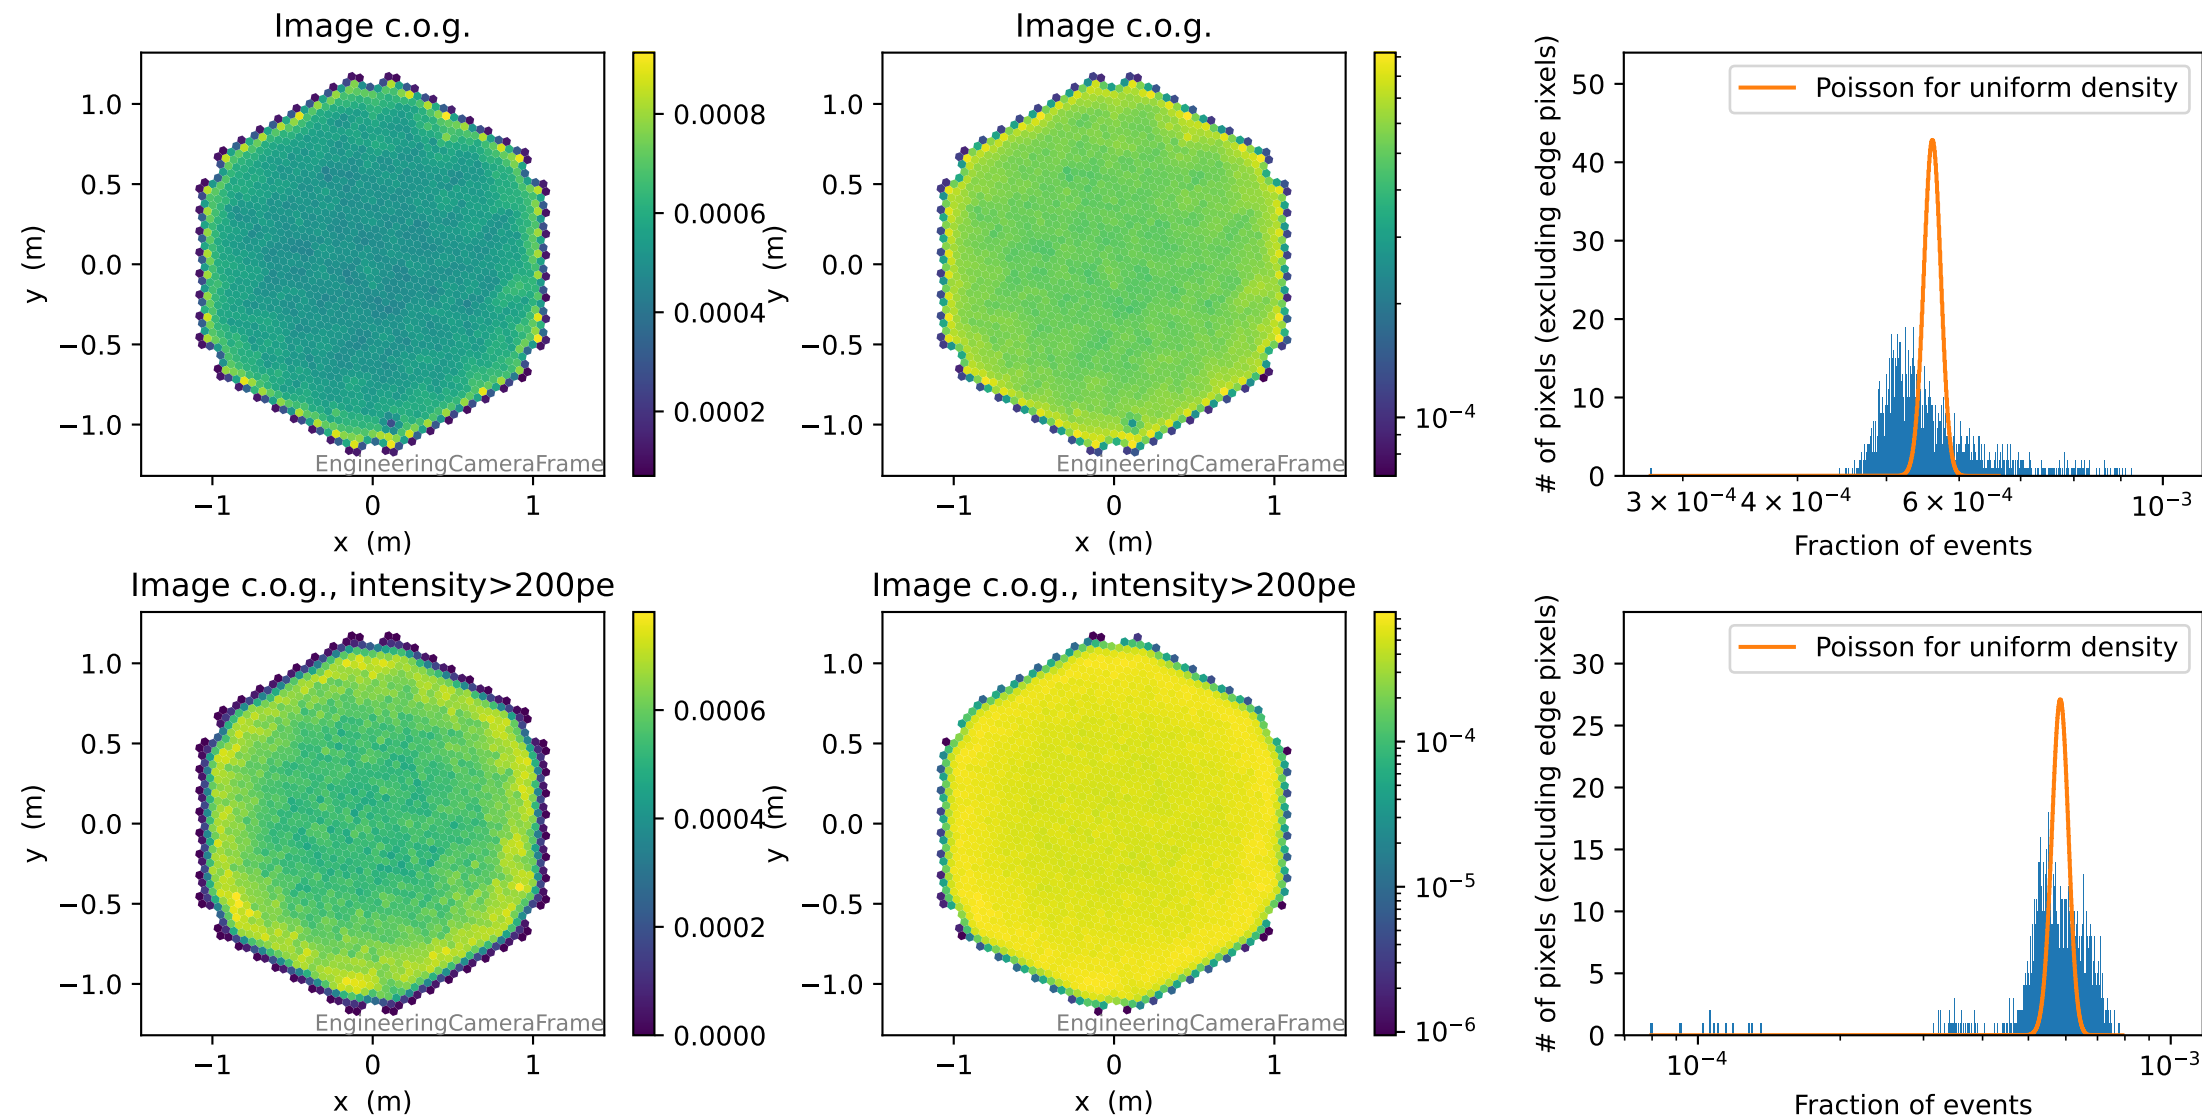 Image c.o.g.
1.0
0.5
0.0
−0.5
−1.0
y (m)
−1
0
1
x (m)
EngineeringCameraFrame
0.0008
0.0006
0.0004
0.0002
Image c.o.g.
1.0
0.5
0.0
−0.5
−1.0
y (m)
−1
0
1
x (m)
EngineeringCameraFrame
10⁻⁴
# of pixels (excluding edge pixels)
50
40
30
20
10
0
Poisson for uniform density
3 × 10⁻⁴
4 × 10⁻⁴
6 × 10⁻⁴
10⁻³
Fraction of events
Image c.o.g., intensity>200pe
1.0
0.5
0.0
−0.5
−1.0
y (m)
−1
0
1
x (m)
EngineeringCameraFrame
0.0006
0.0004
0.0002
0.0000
Image c.o.g., intensity>200pe
1.0
0.5
0.0
−0.5
−1.0
y (m)
−1
0
1
x (m)
EngineeringCameraFrame
10⁻⁴
10⁻⁵
10⁻⁶
# of pixels (excluding edge pixels)
30
25
20
15
10
5
0
Poisson for uniform density
10⁻⁴
10⁻³
Fraction of events